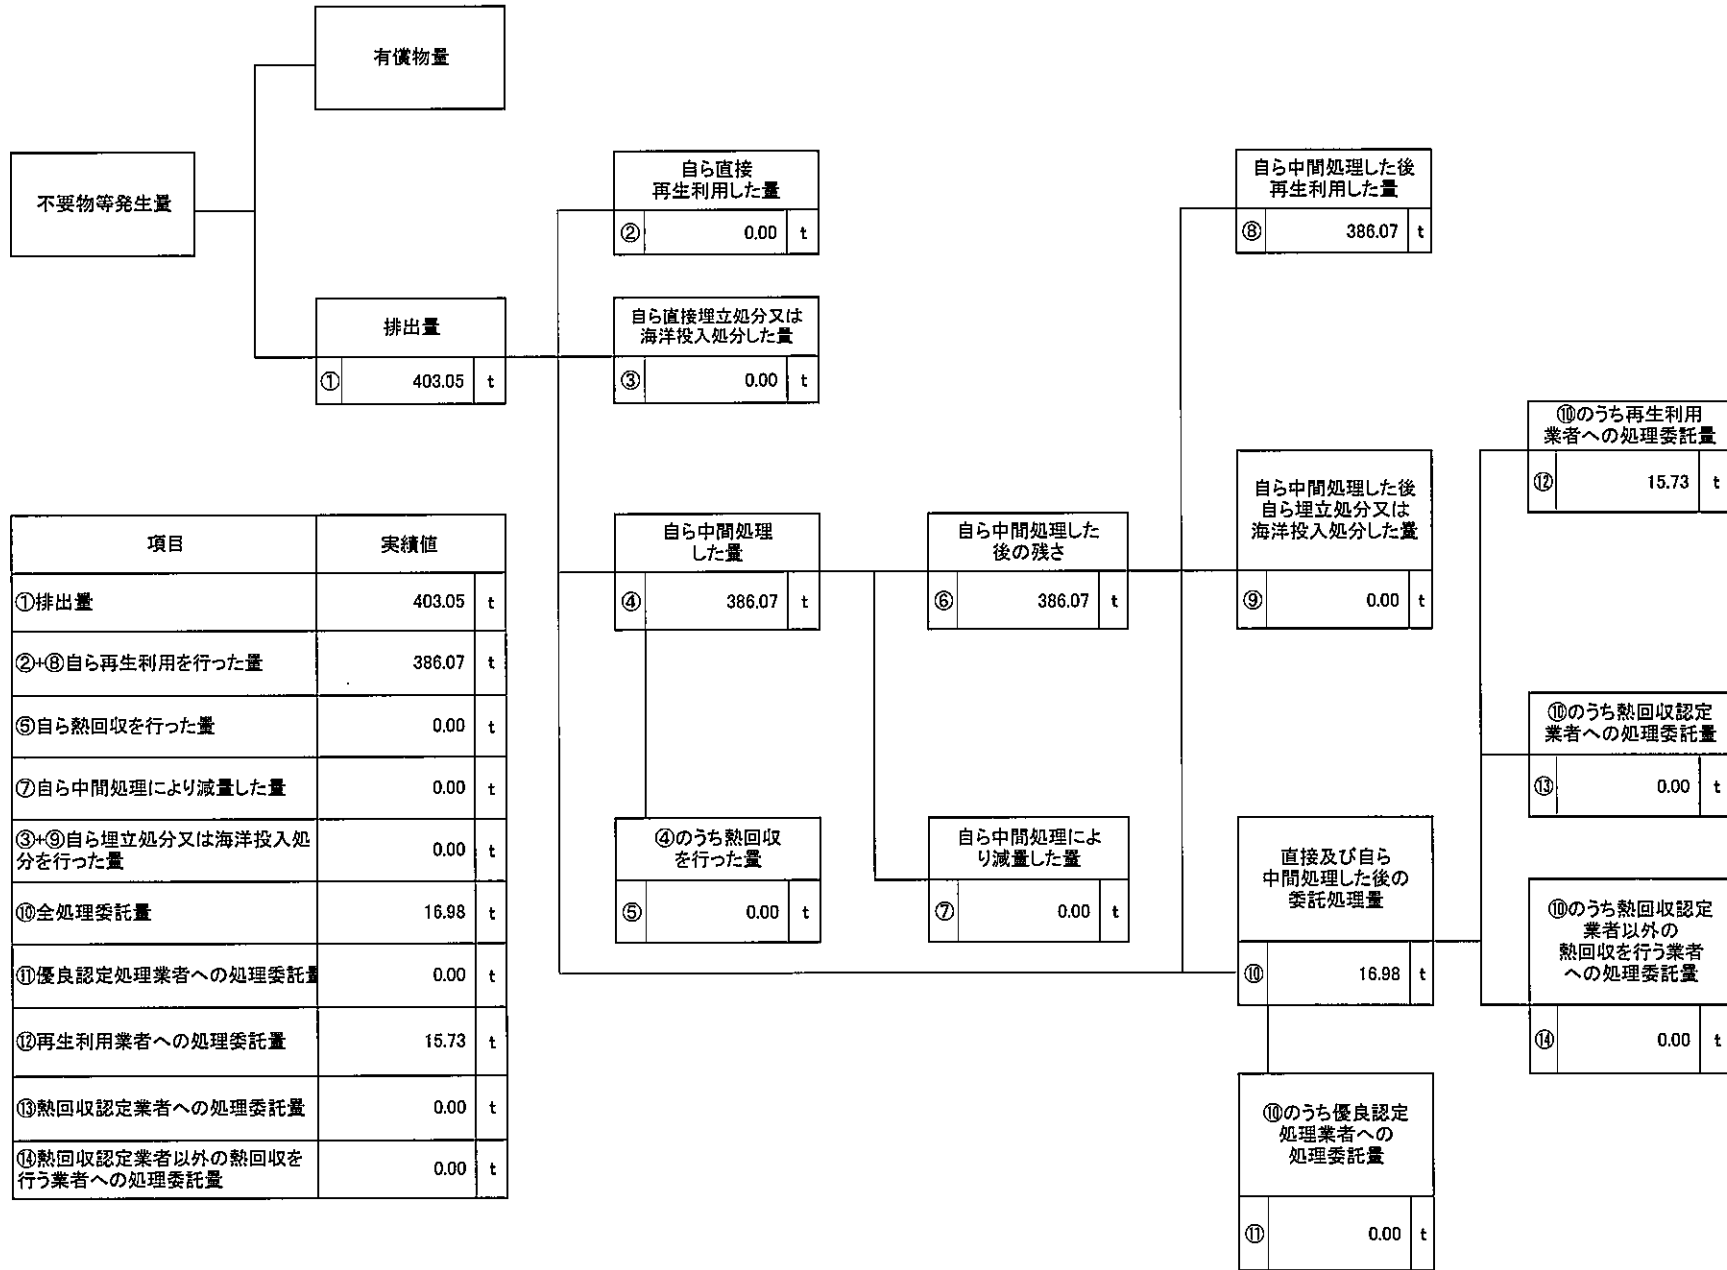 有償物量
不要物等発生量
排出量
① 403.05 t
自ら直接
再生利用した量
② 0.00 t
自ら直接埋立処分又は
海洋投入処分した量
③ 0.00 t
自ら中間処理
した量
④ 386.07 t
④のうち熱回収
を行った量
⑤ 0.00 t
自ら中間処理した
後の残さ
⑥ 386.07 t
自ら中間処理によ
り減量した量
⑦ 0.00 t
自ら中間処理した後
再生利用した量
⑧ 386.07 t
自ら中間処理した後
自ら埋立処分又は
海洋投入処分した量
⑨ 0.00 t
直接及び自ら
中間処理した後の
委託処理量
⑩ 16.98 t
⑩のうち優良認定
処理業者への
処理委託量
⑪ 0.00 t
⑩のうち再生利用
業者への処理委託量
⑫ 15.73 t
⑩のうち熱回収認定
業者への処理委託量
⑬ 0.00 t
⑩のうち熱回収認定
業者以外の
熱回収を行う業者
への処理委託量
⑭ 0.00 t
項目 実績値
①排出量 403.05 t
②+⑧自ら再生利用を行った量 386.07 t
⑤自ら熱回収を行った量 0.00 t
⑦自ら中間処理により減量した量 0.00 t
③+⑨自ら埋立処分又は海洋投入処
分を行った量 0.00 t
⑩全処理委託量 16.98 t
⑪優良認定処理業者への処理委託量 0.00 t
⑫再生利用業者への処理委託量 15.73 t
⑬熱回収認定業者への処理委託量 0.00 t
⑭熱回収認定業者以外の熱回収を
行う業者への処理委託量 0.00 t